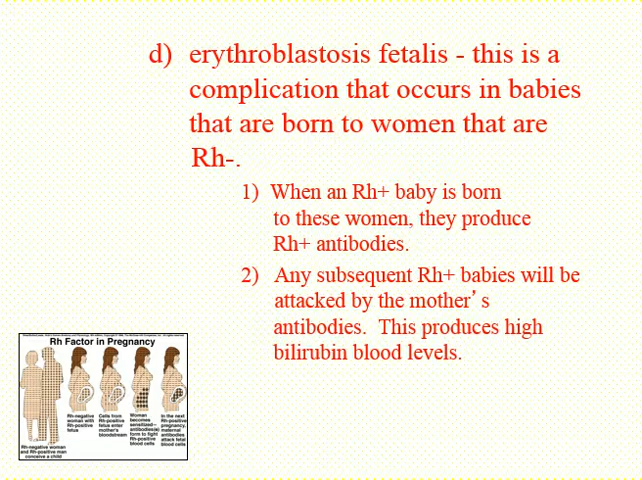 d) erythroblastosis fetalis - this is a
complication that occurs in babies
that are born to women that are
Rh-.
1) When an Rh+ baby is born
to these women, they produce
Rh+ antibodies.
2) Any subsequent Rh+ babies will be
attacked by the mother’s
antibodies. This produces high
bilirubin blood levels.
Rh Factor in Pregnancy
Rh-negative
woman with
Rh-positive
fetus
Cells from
Rh-positive
fetus enter
mother's
bloodstream
Woman
becomes
sensitized—
antibodies
form to fight
Rh-positive
blood cells
In the next
Rh-positive
pregnancy,
maternal
antibodies
attack fetal
blood cells
Rh-negative woman
and Rh-positive man
conceive a child